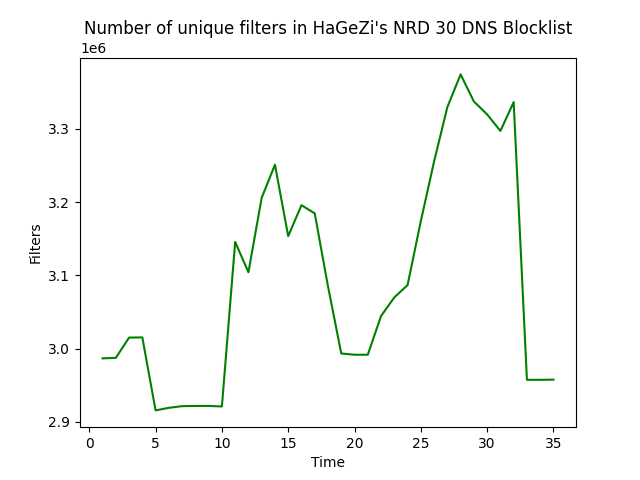 Number of unique filters in HaGeZi's NRD 30 DNS Blocklist
1e6
3.3
3.2
3.1
3.0
2.9
Filters
0 5 10 15 20 25 30 35
Time